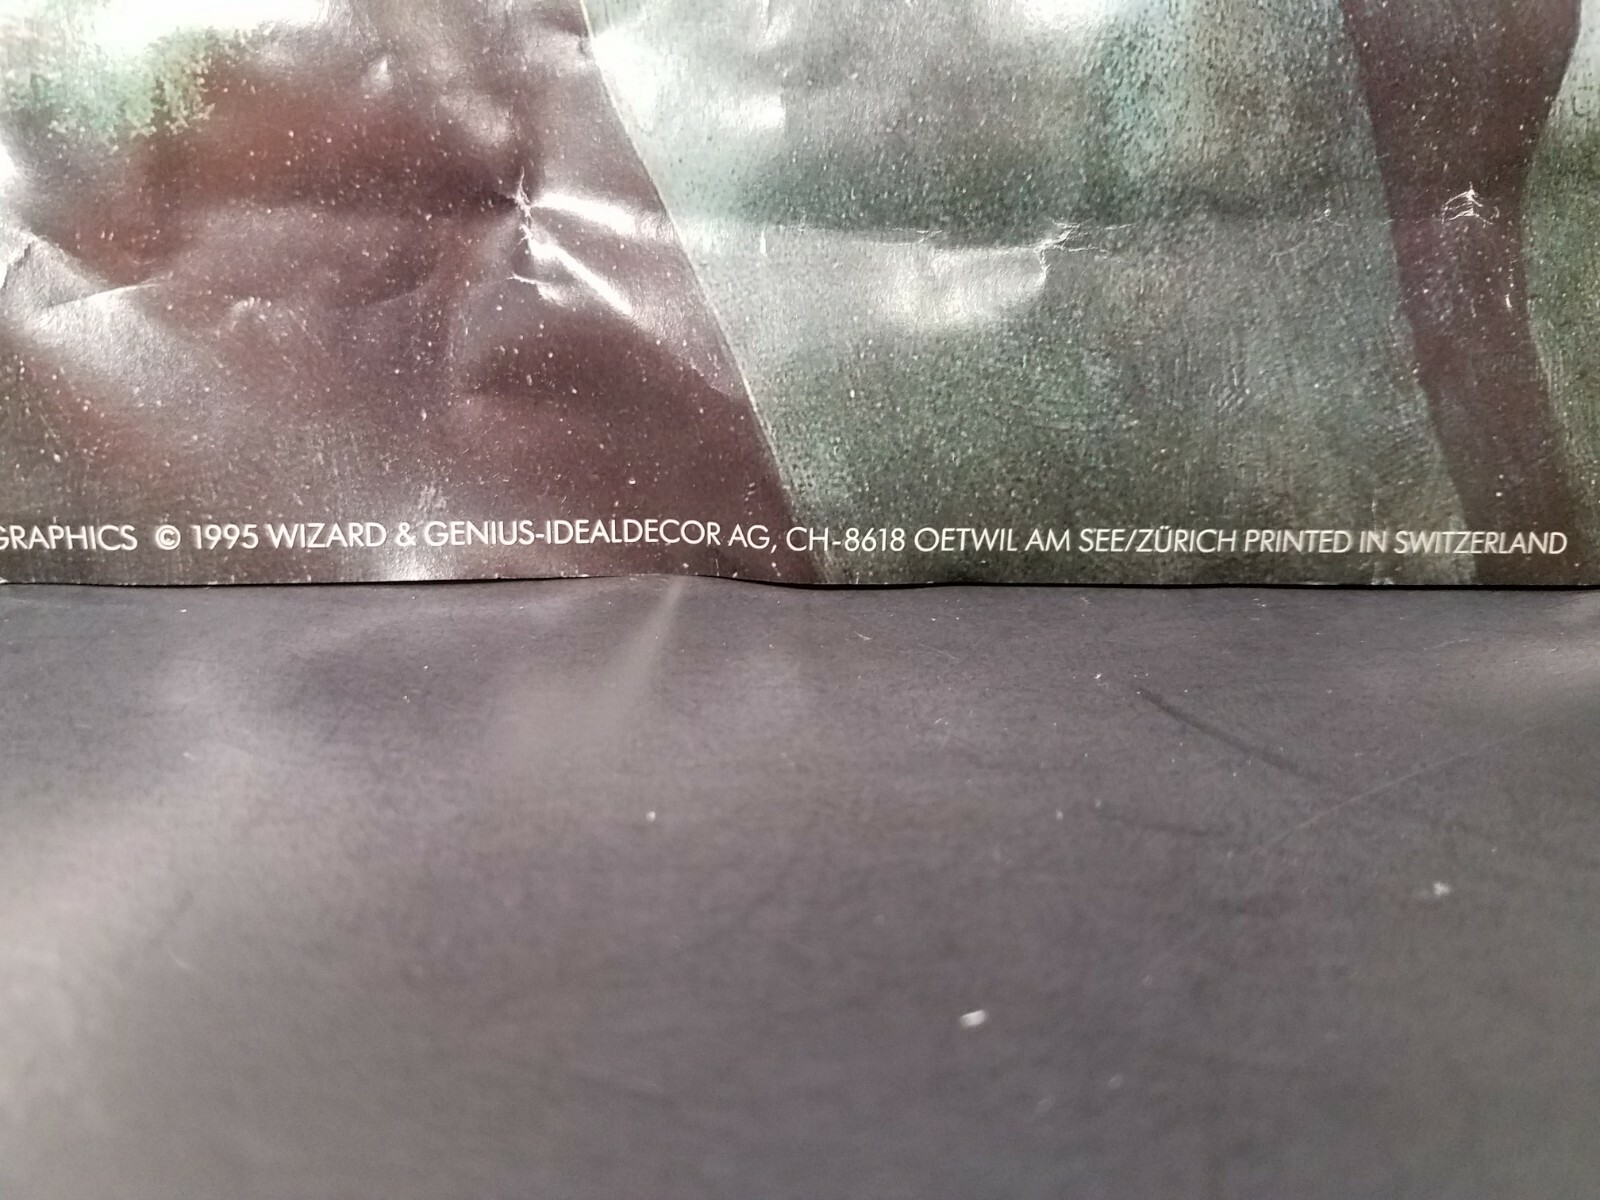 GRAPHICS © 1995 WIZARD & GENIUS-IDEALDECOR AG, CH-8618 OETWIL AM SEE/ZÜRICH PRINTED IN SWITZERLAND